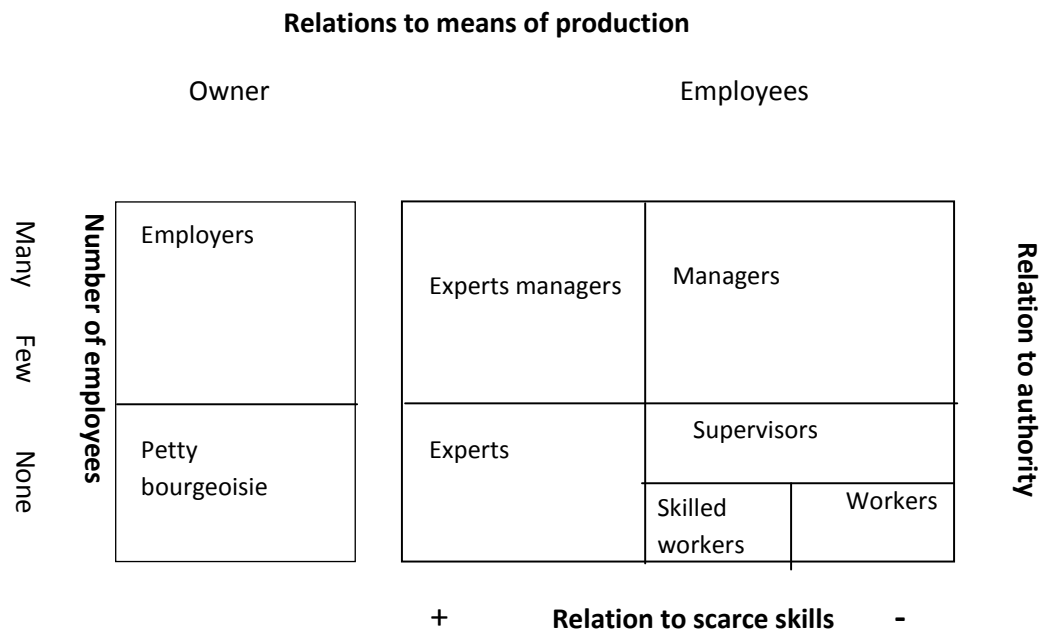 Relations to means of production
Owner
Employees
Many
Few
None
Number of employees
Employers
Petty
bourgeoisie
Experts managers
Managers
Experts
Supervisors
Skilled
workers
Workers
Relation to authority
+
Relation to scarce skills
-